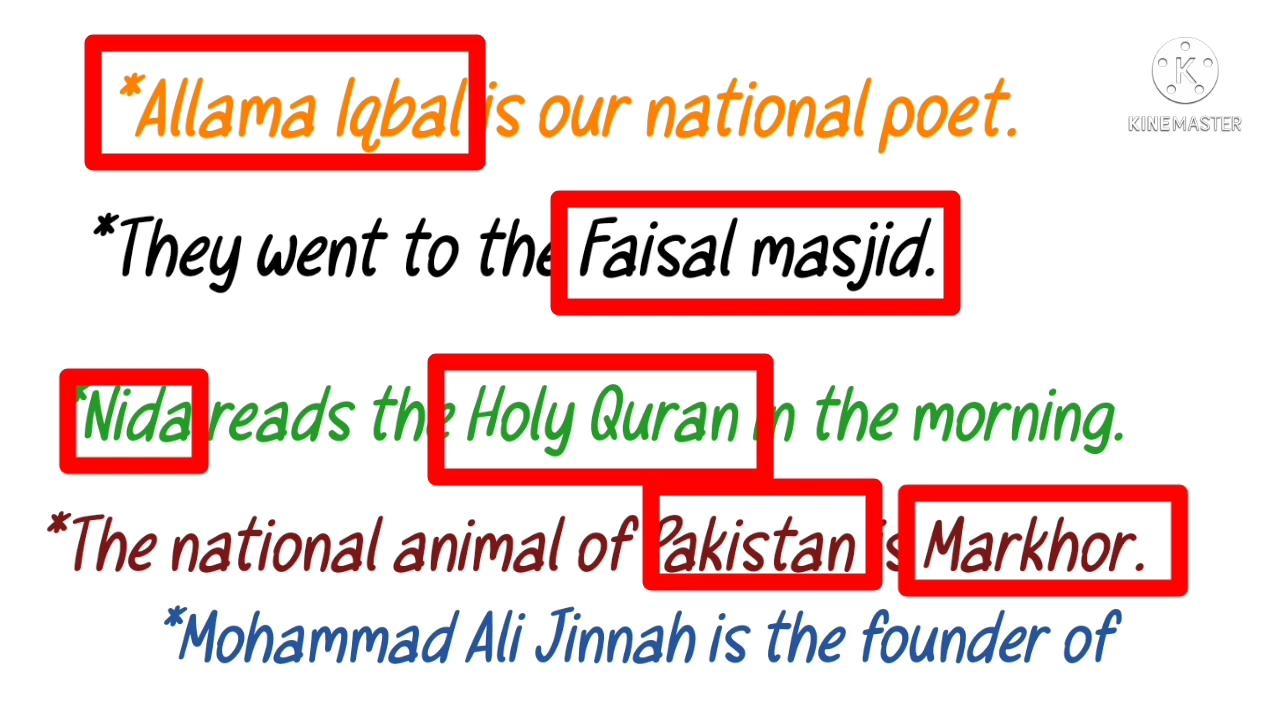 *Allama Iqbal is our national poet.
KINEMASTER
*They went to the Faisal masjid.
*Nida reads the Holy Quran in the morning.
*The national animal of Pakistan is Markhor.
*Mohammad Ali Jinnah is the founder of